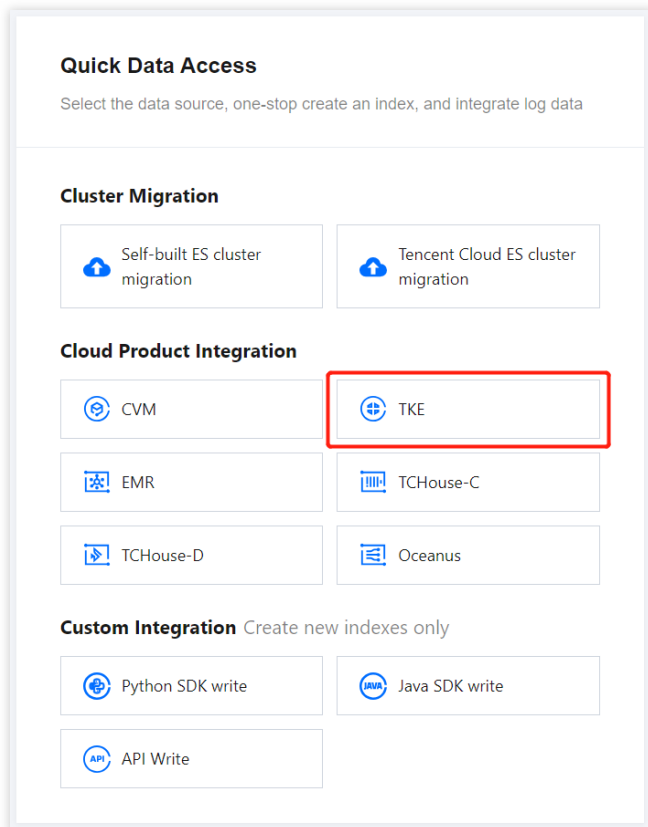 Quick Data Access
Select the data source, one-stop create an index, and integrate log data
Cluster Migration
Self-built ES cluster
migration
Tencent Cloud ES cluster
migration
Cloud Product Integration
CVM
TKE
EMR
TCHouse-C
TCHouse-D
Oceanus
Custom Integration Create new indexes only
Python SDK write
JAVA Java SDK write
API API Write